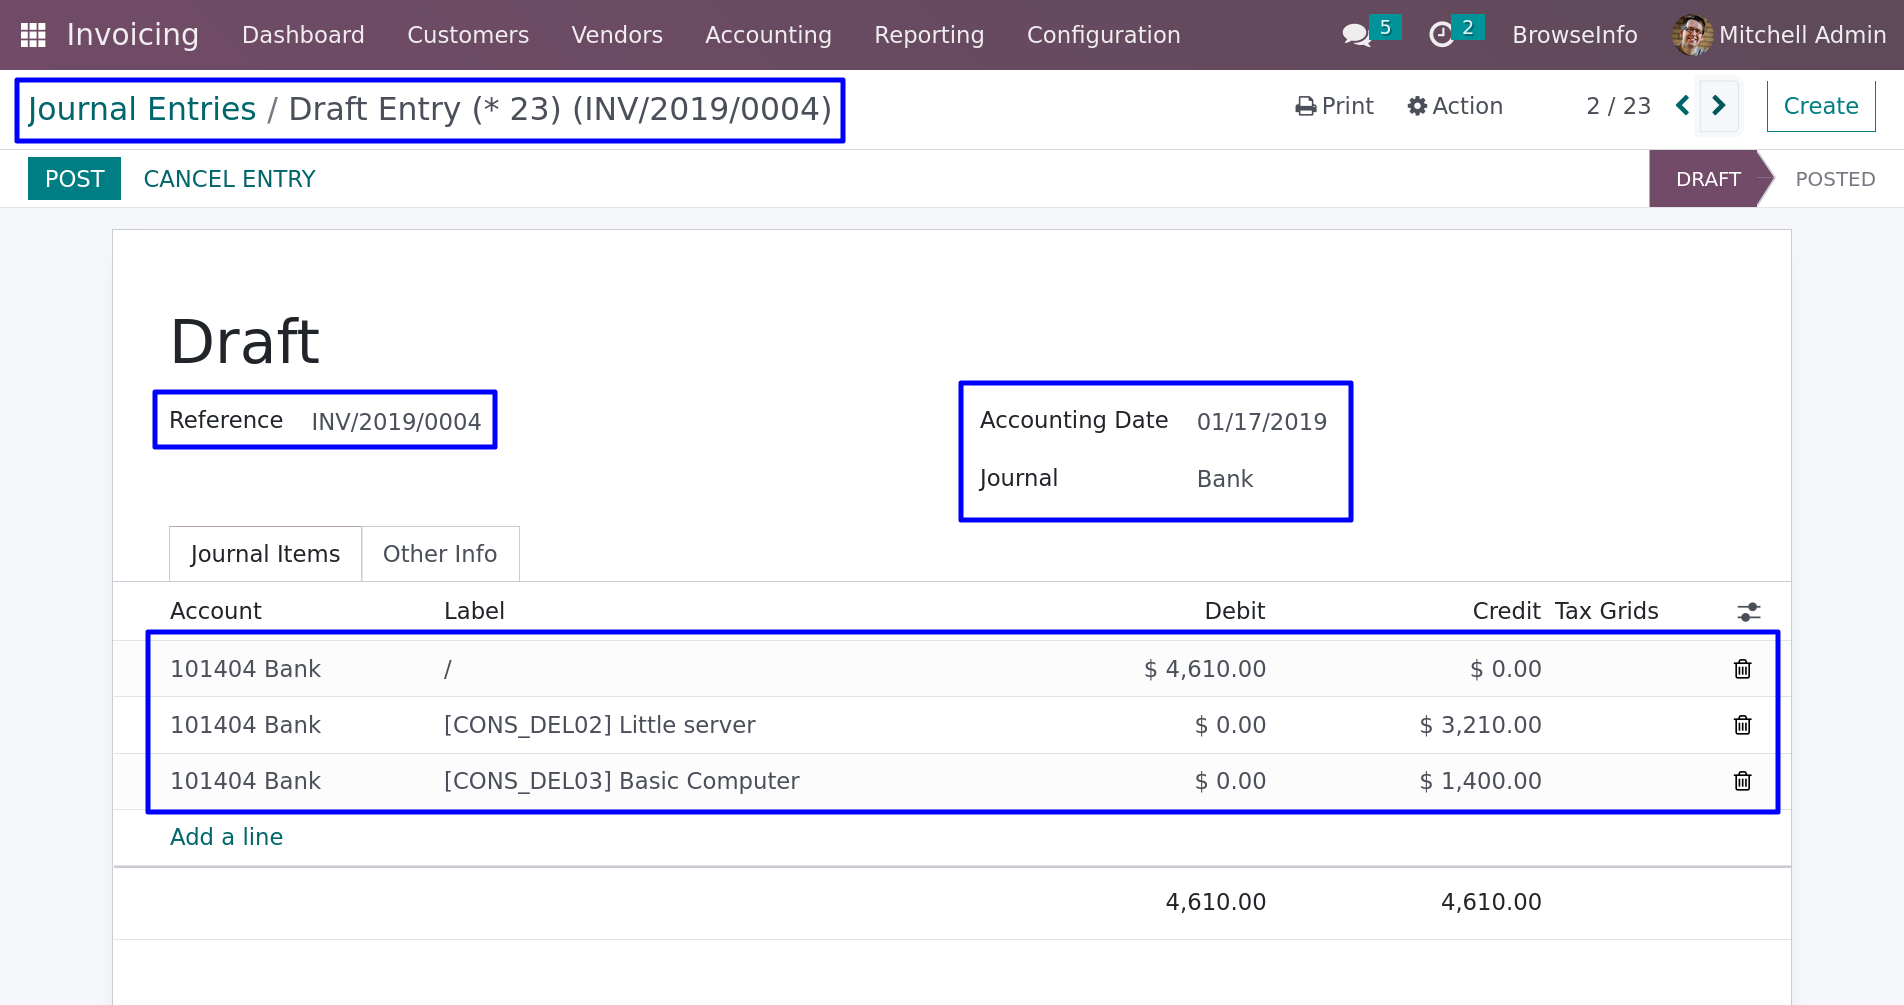 Invoicing Dashboard Customers Vendors Accounting Reporting Configuration 5 2 BrowseInfo Mitchell Admin
Journal Entries / Draft Entry (* 23) (INV/2019/0004) Print Action 2 / 23 Create
POST CANCEL ENTRY DRAFT POSTED
Draft
Reference INV/2019/0004 Accounting Date 01/17/2019
Journal Bank
Journal Items Other Info
Account Label Debit Credit Tax Grids
101404 Bank / $ 4,610.00 $ 0.00
101404 Bank [CONS_DEL02] Little server $ 0.00 $ 3,210.00
101404 Bank [CONS_DEL03] Basic Computer $ 0.00 $ 1,400.00
Add a line
4,610.00 4,610.00